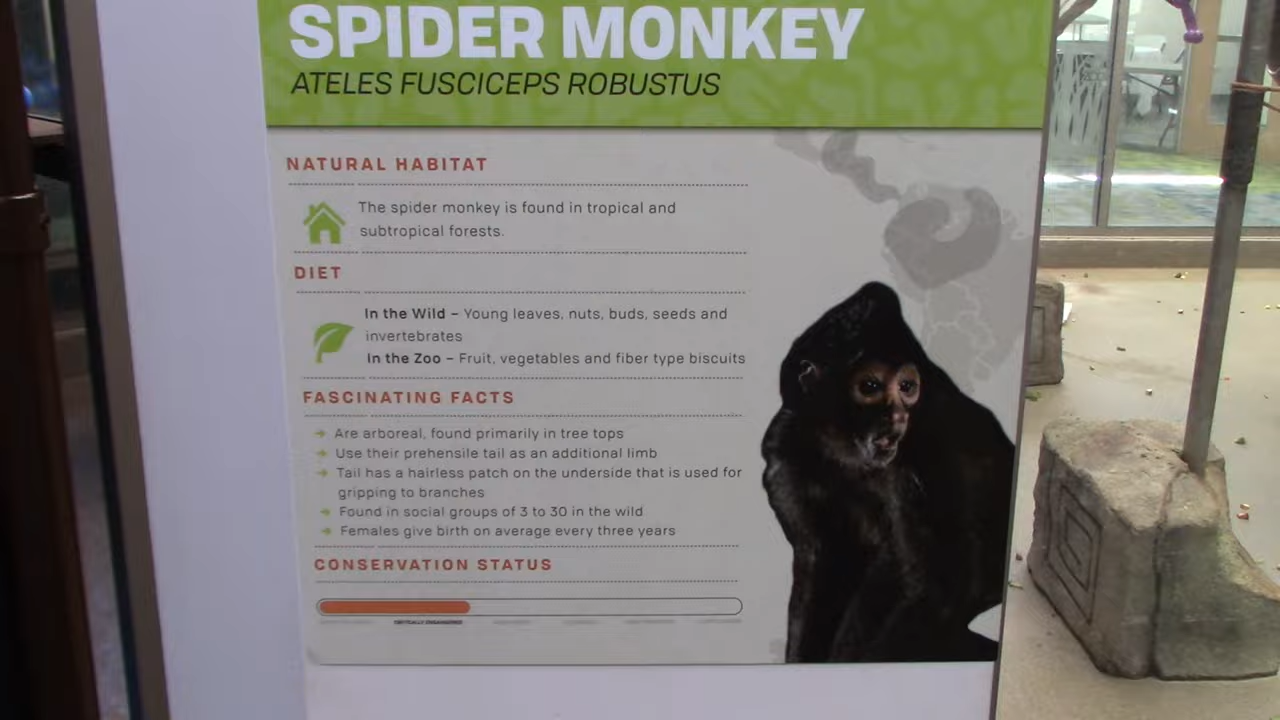 SPIDER MONKEY
ATELES FUSCICEPS ROBUSTUS
NATURAL HABITAT
The spider monkey is found in tropical and
subtropical forests.
DIET
In the Wild – Young leaves, nuts, buds, seeds and
invertebrates
In the Zoo – Fruit, vegetables and fiber type biscuits
FASCINATING FACTS
Are arboreal, found primarily in tree tops
Use their prehensile tail as an additional limb
Tail has a hairless patch on the underside that is used for
gripping to branches
Found in social groups of 3 to 30 in the wild
Females give birth on average every three years
CONSERVATION STATUS
CRITICALLY ENDANGERED